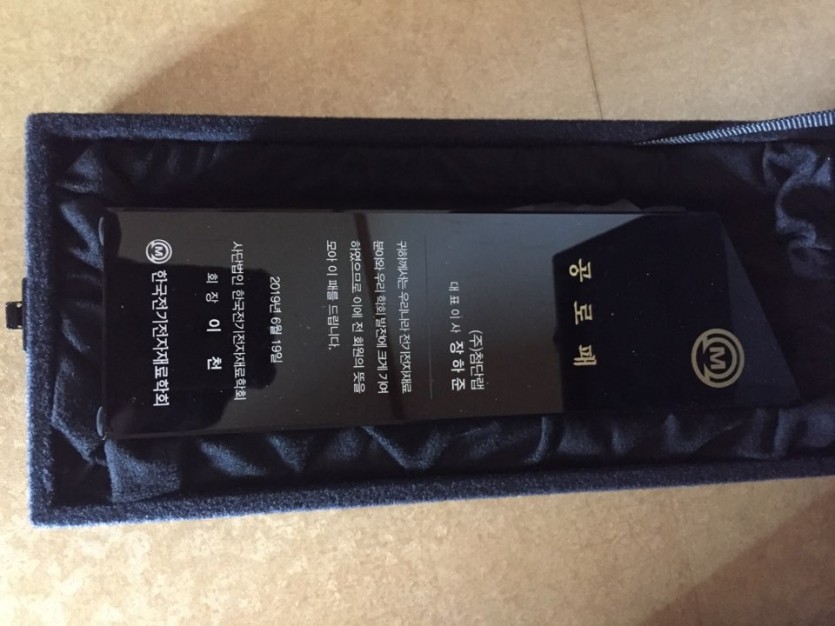 M
공 로 패
(주)첨단랩
대 표 이 사 장 하 준
귀하께서는 우리나라 전기전자재료
분야와 우리 학회 발전에 크게 기여
하였으므로 이에 전 회원의 뜻을
모아 이 패를 드립니다.
2019년 6월 19일
사단법인 한국전기전자재료학회
회 장 이 천
M 한국전기전자재료학회